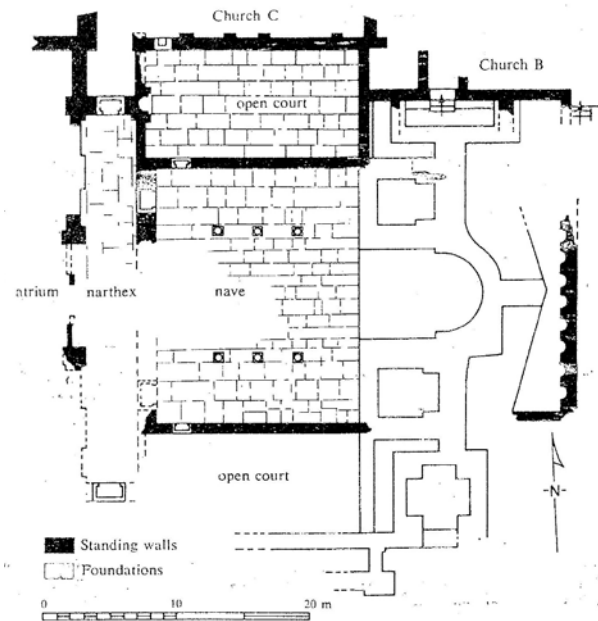 Church C
Church B
open court
atrium narthex nave
open court
-N-
Standing walls
Foundations
0 10 20 m